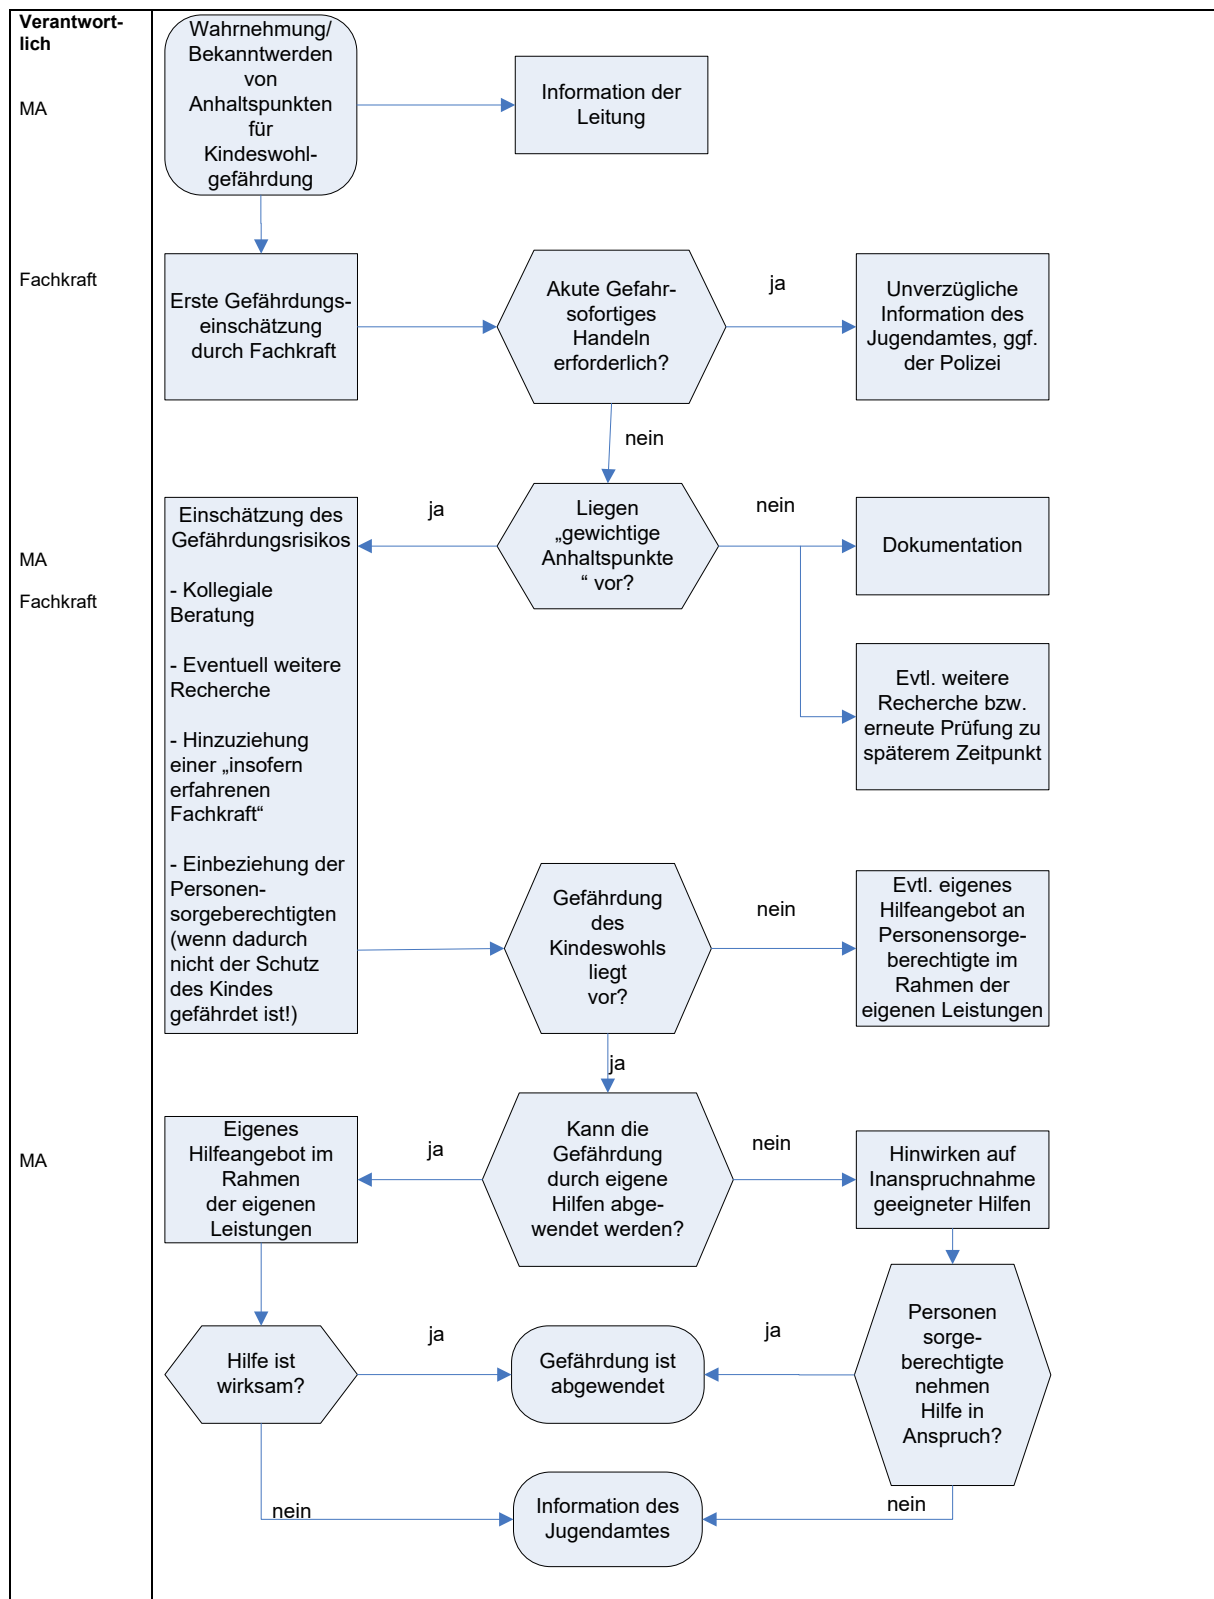 Verantwort-
lich
MA
Wahrnehmung/
Bekanntwerden
von
Anhaltspunkten
für
Kindeswohl-
gefährdung
Information der
Leitung
Fachkraft
Erste Gefährdungs-
einschätzung
durch Fachkraft
Akute Gefahr-
sofortiges
Handeln
erforderlich?
ja
Unverzügliche
Information des
Jugendamtes, ggf.
der Polizei
nein
MA
Fachkraft
Einschätzung des
Gefährdungsrisikos
- Kollegiale
Beratung
- Eventuell weitere
Recherche
- Hinzuziehung
einer „insofern
erfahrenen
Fachkraft“
- Einbeziehung der
Personen-
sorgeberechtigten
(wenn dadurch
nicht der Schutz
des Kindes
gefährdet ist!)
ja
Liegen
„gewichtige
Anhaltspunkte
“ vor?
nein
Dokumentation
Evtl. weitere
Recherche bzw.
erneute Prüfung zu
späterem Zeitpunkt
Gefährdung
des
Kindeswohls
liegt
vor?
nein
Evtl. eigenes
Hilfeangebot an
Personensorge-
berechtigte im
Rahmen der
eigenen Leistungen
ja
MA
Eigenes
Hilfeangebot im
Rahmen
der eigenen
Leistungen
ja
Kann die
Gefährdung
durch eigene
Hilfen abge-
wendet werden?
nein
Hinwirken auf
Inanspruchnahme
geeigneter Hilfen
Hilfe ist
wirksam?
ja
Gefährdung ist
abgewendet
ja
Personen
sorge-
berechtigte
nehmen
Hilfe in
Anspruch?
nein
Information des
Jugendamtes
nein